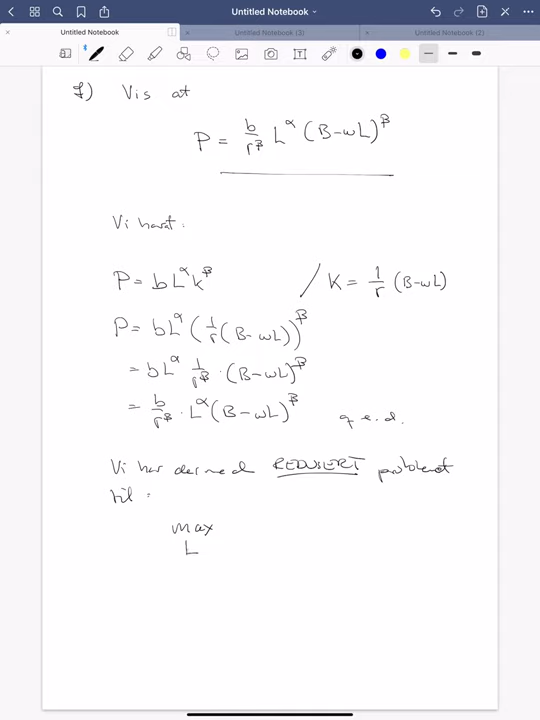 Untitled Notebook
Untitled Notebook
Untitled Notebook (3)
Untitled Notebook (2)
f) Vis at
P = b/r^β L^α (B-wL)^β
Vi har at:
P = bL^α K^β / K = 1/r (B-wL)
P = bL^α (1/r (B-wL))^β
= bL^α 1/r^β · (B-wL)^β
= b/r^β · L^α (B-wL)^β q.e.d.
Vi har dermed REDUSERT problemet
til:
max
L